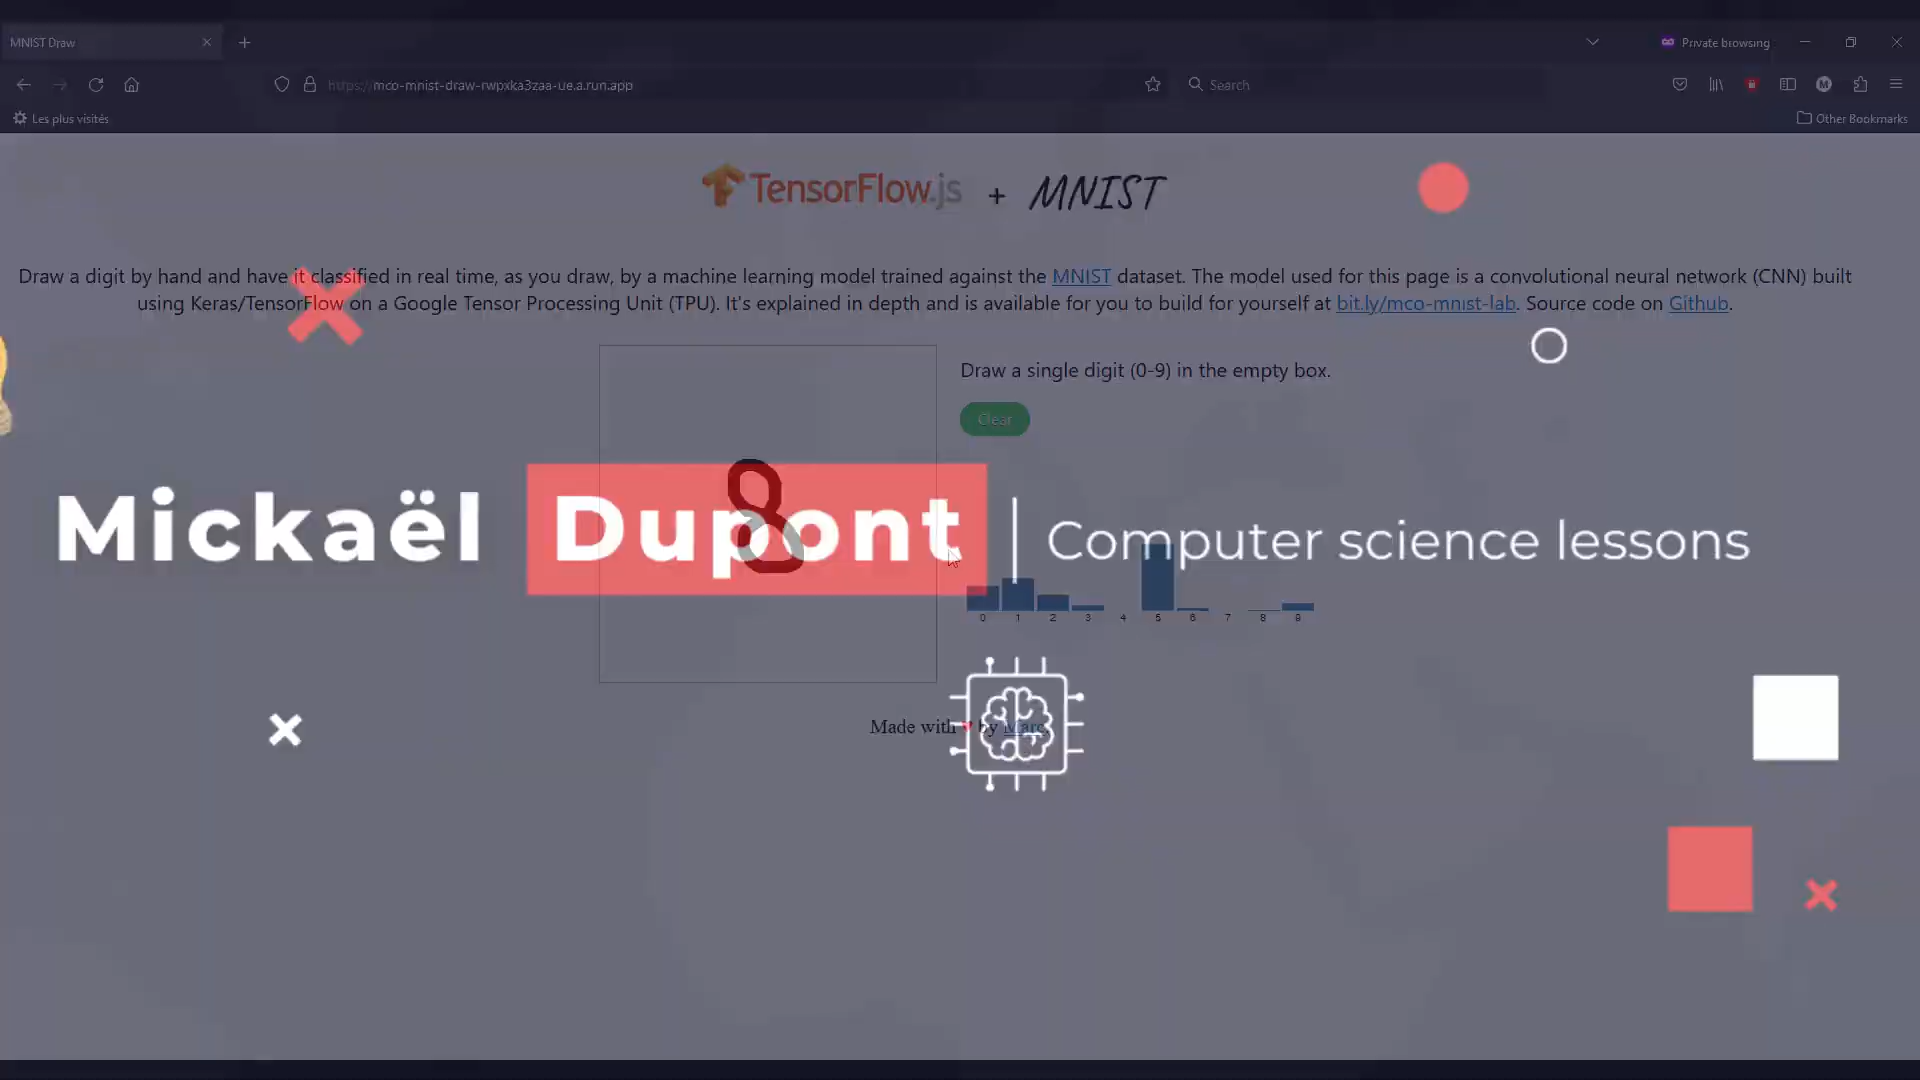 MNIST Draw
Private browsing
https://mco-mnist-draw-rwpxka3zaa-ue.a.run.app
Search
Les plus visités
Other Bookmarks
TensorFlow.js + MNIST
Draw a digit by hand and have it classified in real time, as you draw, by a machine learning model trained against the MNIST dataset. The model used for this page is a convolutional neural network (CNN) built
using Keras/TensorFlow on a Google Tensor Processing Unit (TPU). It's explained in depth and is available for you to build for yourself at bit.ly/mco-mnist-lab. Source code on Github.
Draw a single digit (0-9) in the empty box.
Clear
8
Mickaël Dupont | Computer science lessons
0 1 2 3 4 5 6 7 8 9
Made with ♥ by Marc.